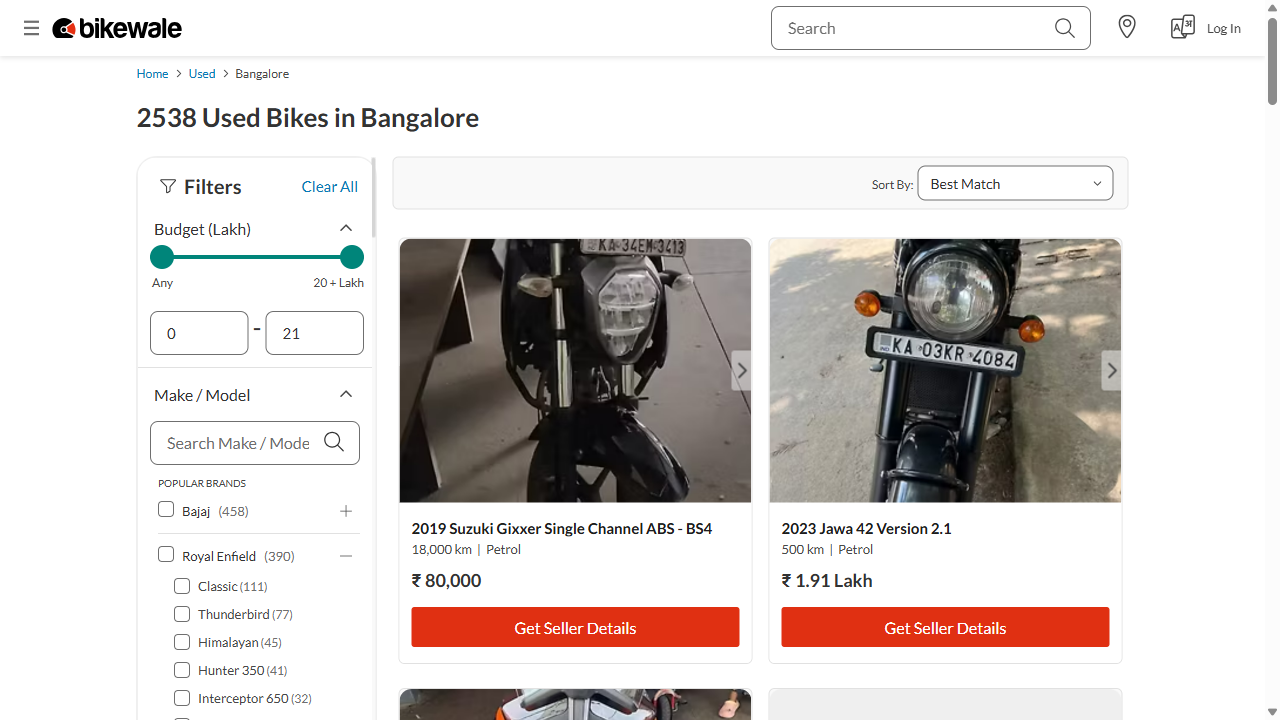 bikewale
Search
Log In
Home > Used > Bangalore
2538 Used Bikes in Bangalore
Filters
Clear All
Budget (Lakh)
Any
20 + Lakh
0 - 21
Make / Model
Search Make / Mode
POPULAR BRANDS
Bajaj (458)
Royal Enfield (390)
Classic (111)
Thunderbird (77)
Himalayan (45)
Hunter 350 (41)
Interceptor 650 (32)
Sort By: Best Match
KA 34EM 3413
2019 Suzuki Gixxer Single Channel ABS - BS4
18,000 km | Petrol
₹ 80,000
Get Seller Details
IND
KA 03KR 4084
2023 Jawa 42 Version 2.1
500 km | Petrol
₹ 1.91 Lakh
Get Seller Details